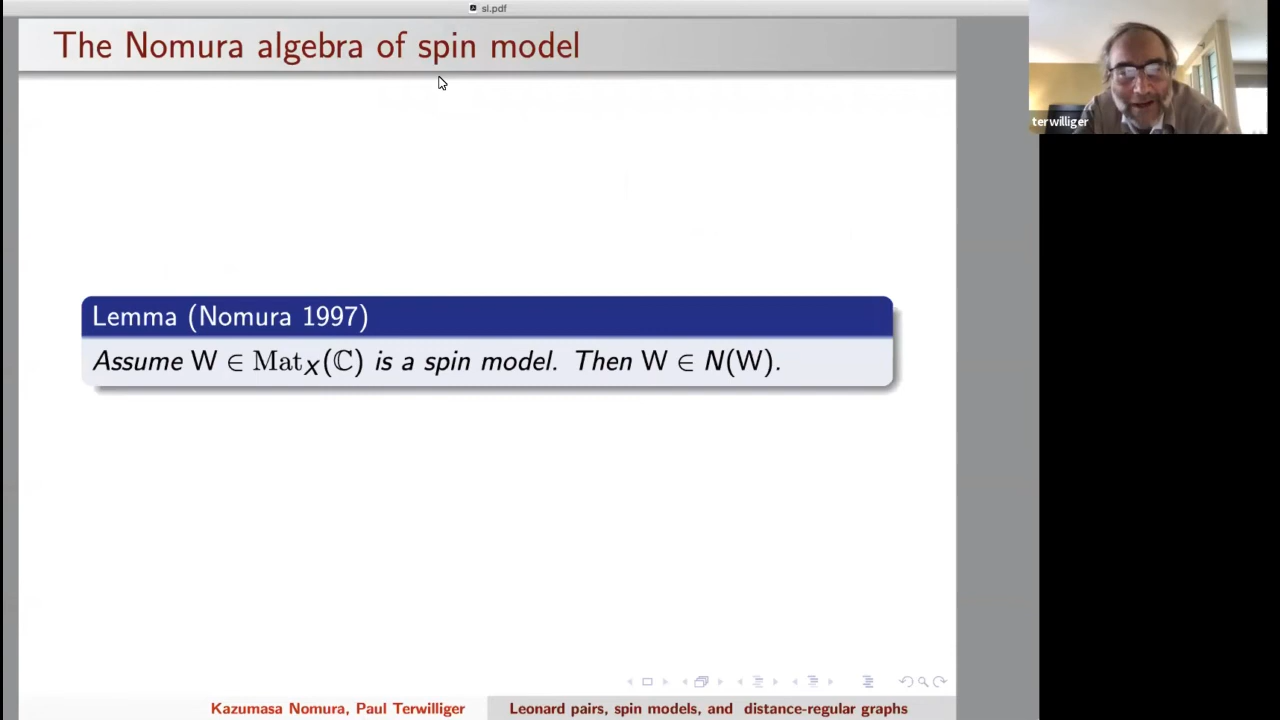 sl.pdf
The Nomura algebra of spin model
terwilliger
Lemma (Nomura 1997)
Assume W ∈ Mat_X(ℂ) is a spin model. Then W ∈ N(W).
Kazumasa Nomura, Paul Terwilliger
Leonard pairs, spin models, and distance-regular graphs